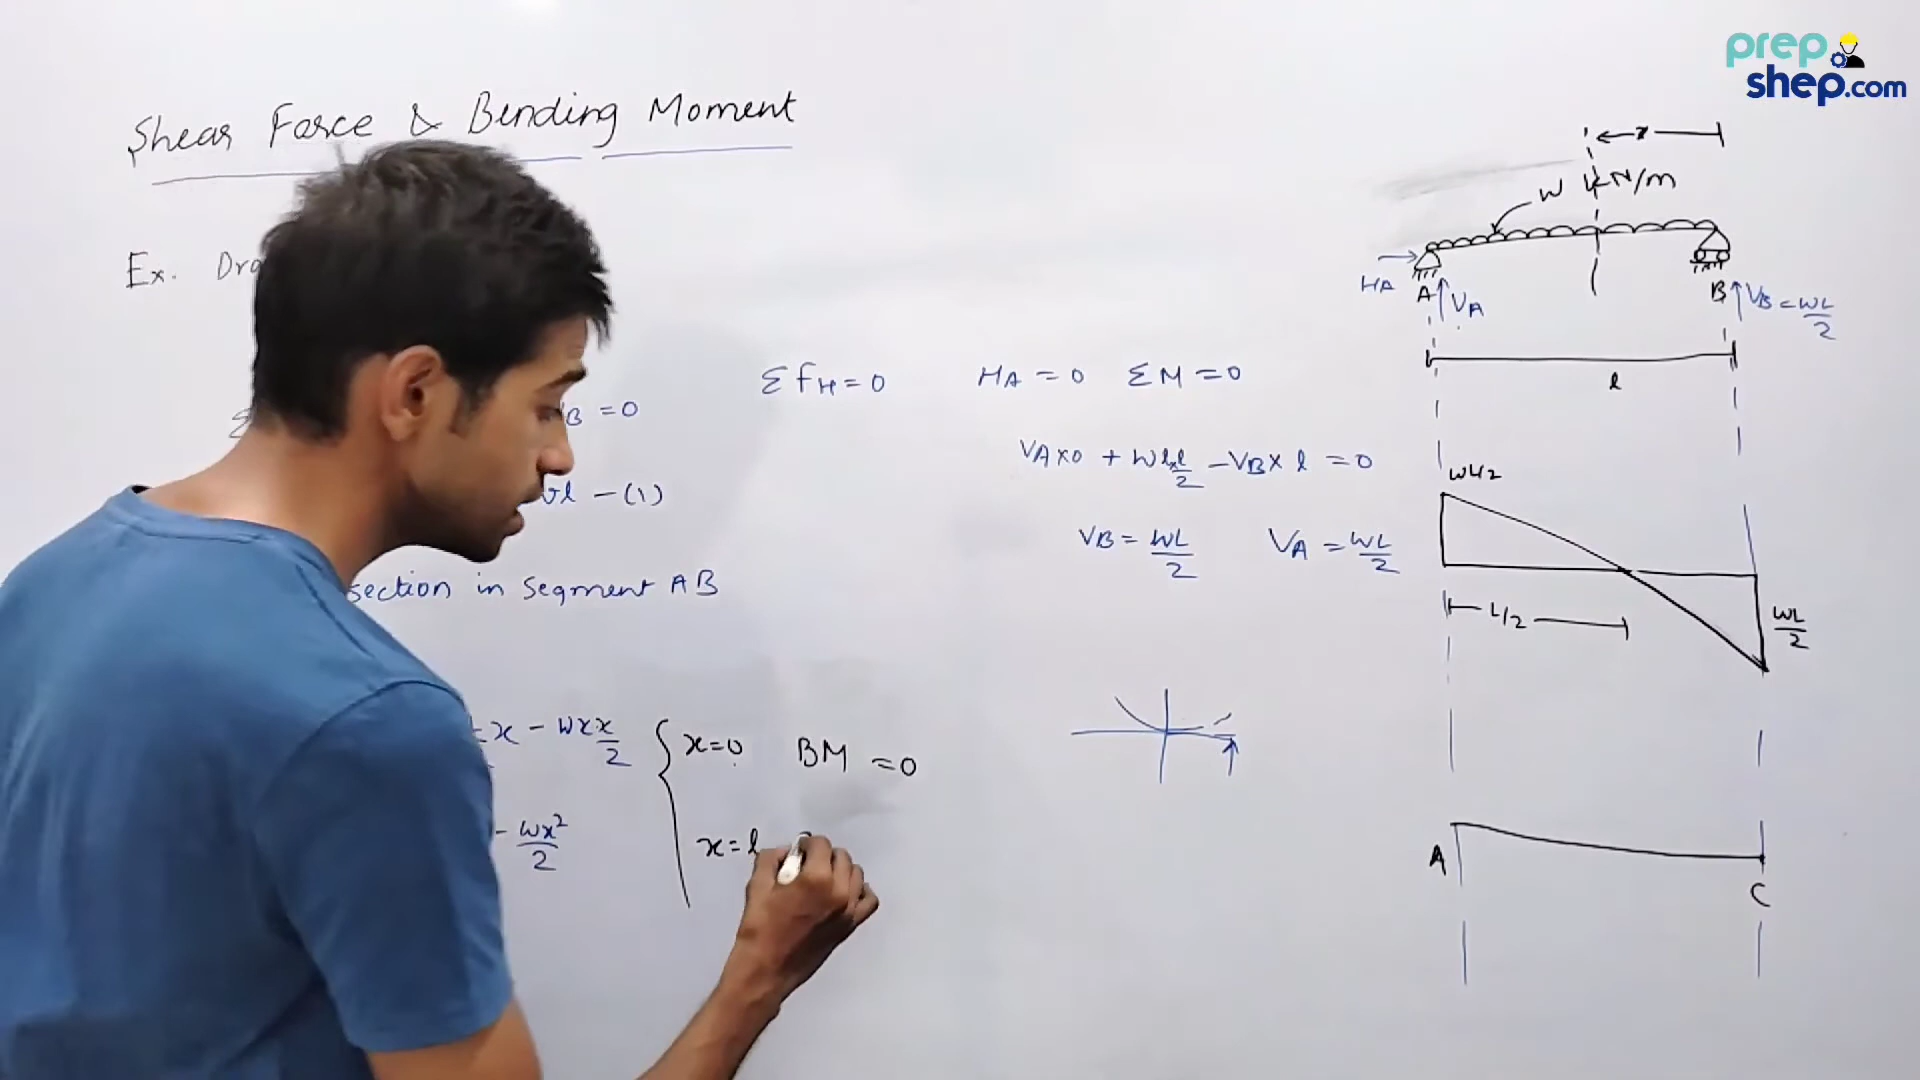 prep
shep.com
Shear Force & Bending Moment
x
w kN/m
Ex.
HA A VA B VB = wL/2
l
ΣFH = 0 HA = 0 ΣM = 0
B = 0
VA×0 + wl×l/2 - VB×l = 0
wL/2
l - (1)
VB = wL/2 VA = wL/2
section in segment AB
L/2
wL/2
x - wx x/2 { x=0 BM = 0
- wx²/2 x=l
A
C